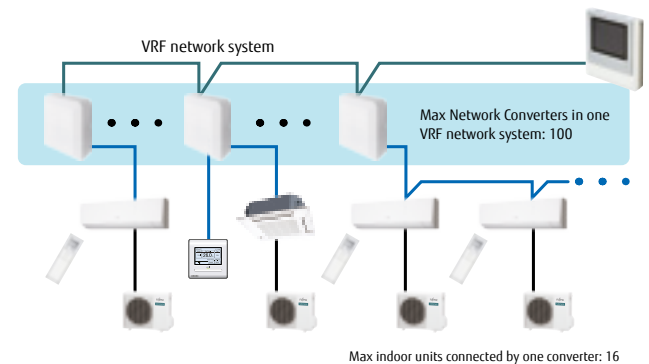 VRF network system
Max Network Converters in one
VRF network system: 100
Max indoor units connected by one converter: 16